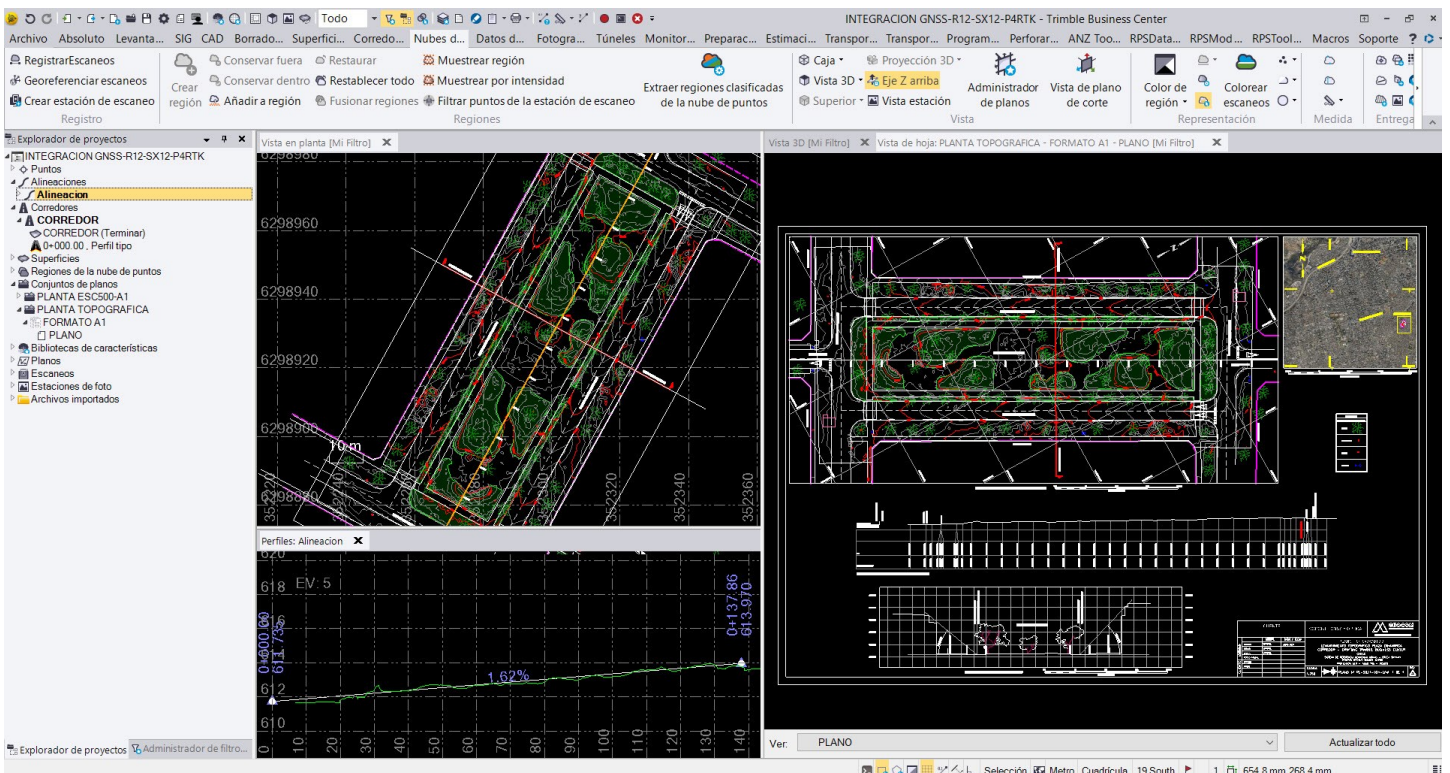 Todo
INTEGRACION GNSS-R12-SX12-P4RTK - Trimble Business Center
Archivo Absoluto Levanta... SIG CAD Borrado... Superfici... Corredo... Nubes d... Datos d... Fotogra... Túneles Monitor... Preparac... Estimaci... Transpor... Transpor... Program... Perforar... ANZ Too... RPSData... RPSMod... RPSTool... Macros Soporte ?
RegistrarEscaneos
Georeferenciar escaneos
Crear estación de escaneo
Registro
Crear región
Conservar fuera
Conservar dentro
Añadir a región
Restaurar
Restablecer todo
Fusionar regiones
Muestrear región
Muestrear por intensidad
Filtrar puntos de la estación de escaneo
Extraer regiones clasificadas
de la nube de puntos
Regiones
Caja
Vista 3D
Superior
Proyección 3D
Eje Z arriba
Vista estación
Administrador
de planos
Vista de plano
de corte
Vista
Color de
región
Colorear
escaneos
Representación
Medida
Entrega
Explorador de proyectos
INTEGRACION GNSS-R12-SX12-P4RTK
Puntos
Alineaciones
Alineacion
Corredores
CORREDOR
CORREDOR (Terminar)
0+000.00 , Perfil tipo
Superficies
Regiones de la nube de puntos
Conjuntos de planos
PLANTA ESC500-A1
PLANTA TOPOGRAFICA
FORMATO A1
PLANO
Bibliotecas de características
Planos
Escaneos
Estaciones de foto
Archivos importados
Explorador de proyectos
Administrador de filtro...
Vista en planta [Mi Filtro]
6298980
6298960
6298940
6298920
6298900
10 m
352320
352340
352360
Perfiles: Alineacion
620
618
EV: 5
612
610
1.62%
0+137.86
613.970
0 10 20 30 40 50 60 70 80 90 100 110 120 130 140
Vista 3D [Mi Filtro]
Vista de hoja: PLANTA TOPOGRAFICA - FORMATO A1 - PLANO [Mi Filtro]
Ver: PLANO
Actualizar todo
Selección Metro Cuadrícula 19 South 1 654.8 mm,268.4 mm